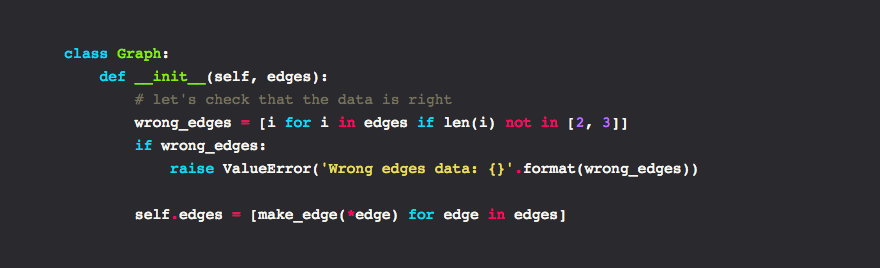 class Graph:
    def __init__(self, edges):
        # let's check that the data is right
        wrong_edges = [i for i in edges if len(i) not in [2, 3]]
        if wrong_edges:
            raise ValueError('Wrong edges data: {}'.format(wrong_edges))
        self.edges = [make_edge(*edge) for edge in edges]